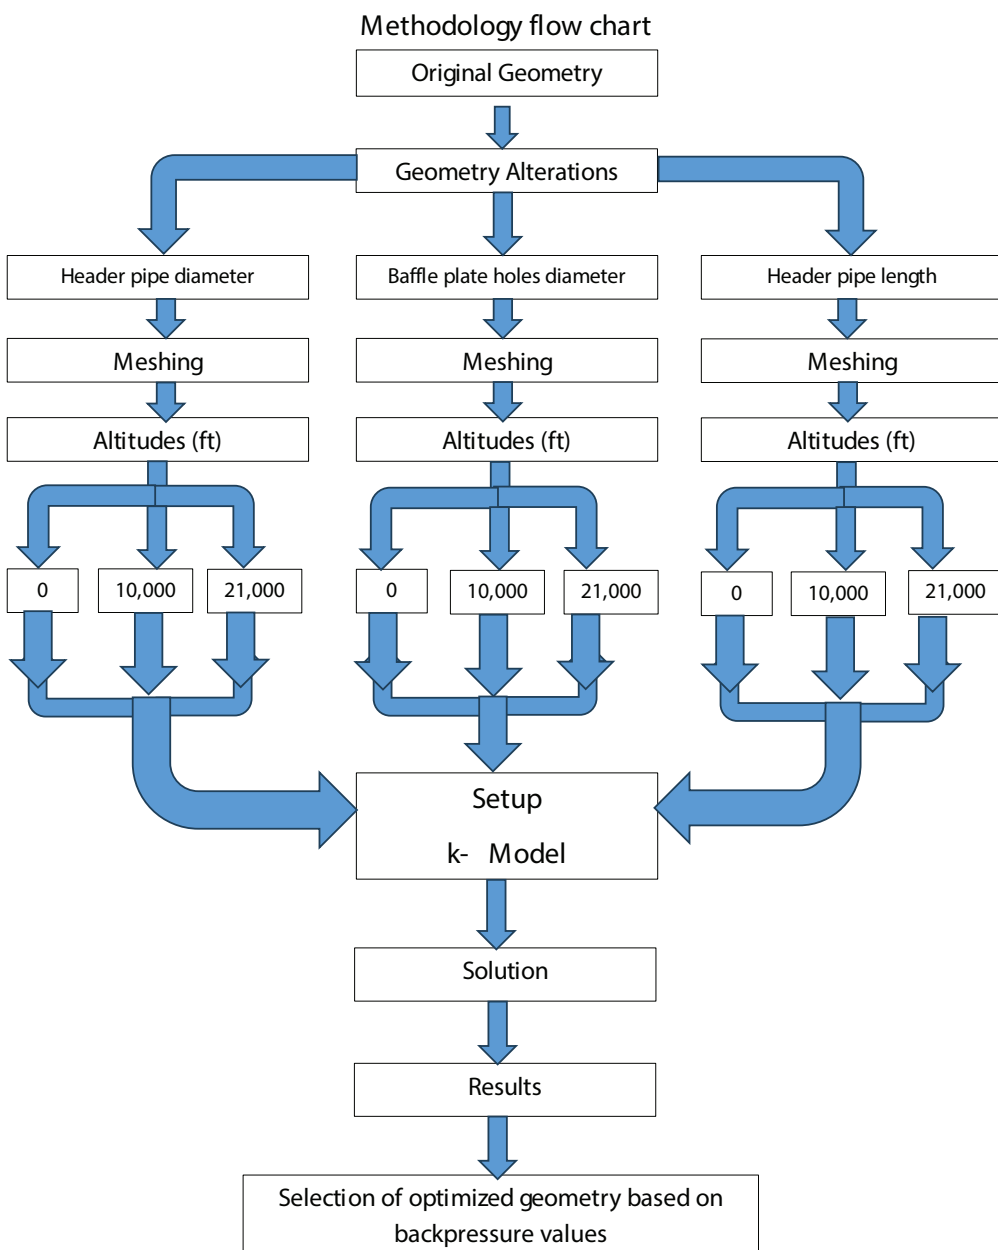 Methodology flow chart
Original Geometry
Geometry Alterations
Header pipe diameter
Baffle plate holes diameter
Header pipe length
Meshing
Meshing
Meshing
Altitudes (ft)
Altitudes (ft)
Altitudes (ft)
0
10,000
21,000
0
10,000
21,000
0
10,000
21,000
Setup
k- Model
Solution
Results
Selection of optimized geometry based on
backpressure values